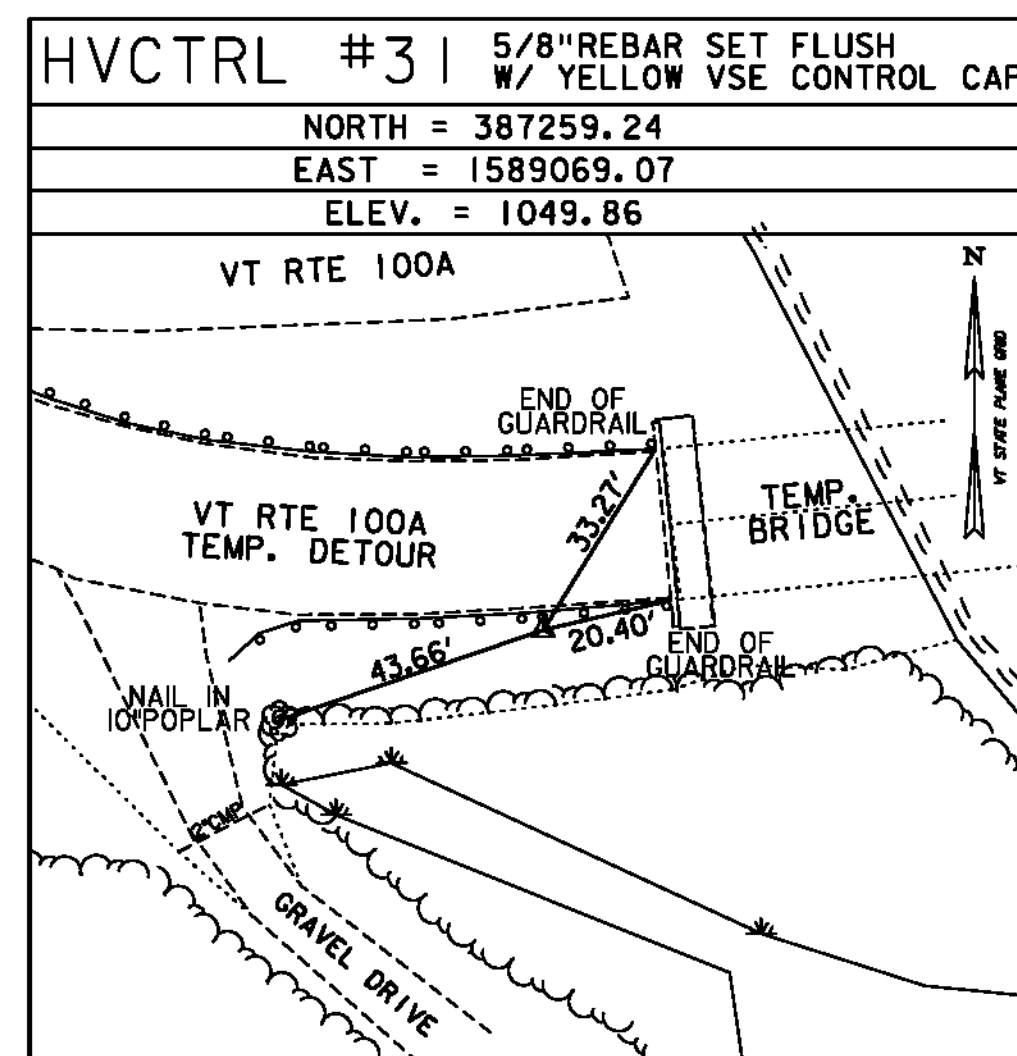 HVCTRL #31
5/8"REBAR SET FLUSH
W/ YELLOW VSE CONTROL CAP
NORTH = 387259.24
EAST = 1589069.07
ELEV. = 1049.86
VT RTE 100A
N
VT STATE PLANE GRID
END OF
GUARDRAIL
33.27'
TEMP.
BRIDGE
VT RTE 100A
TEMP. DETOUR
43.66'
20.40'
END OF
GUARDRAIL
NAIL IN
10"POPLAR
12"CMP
GRAVEL DRIVE